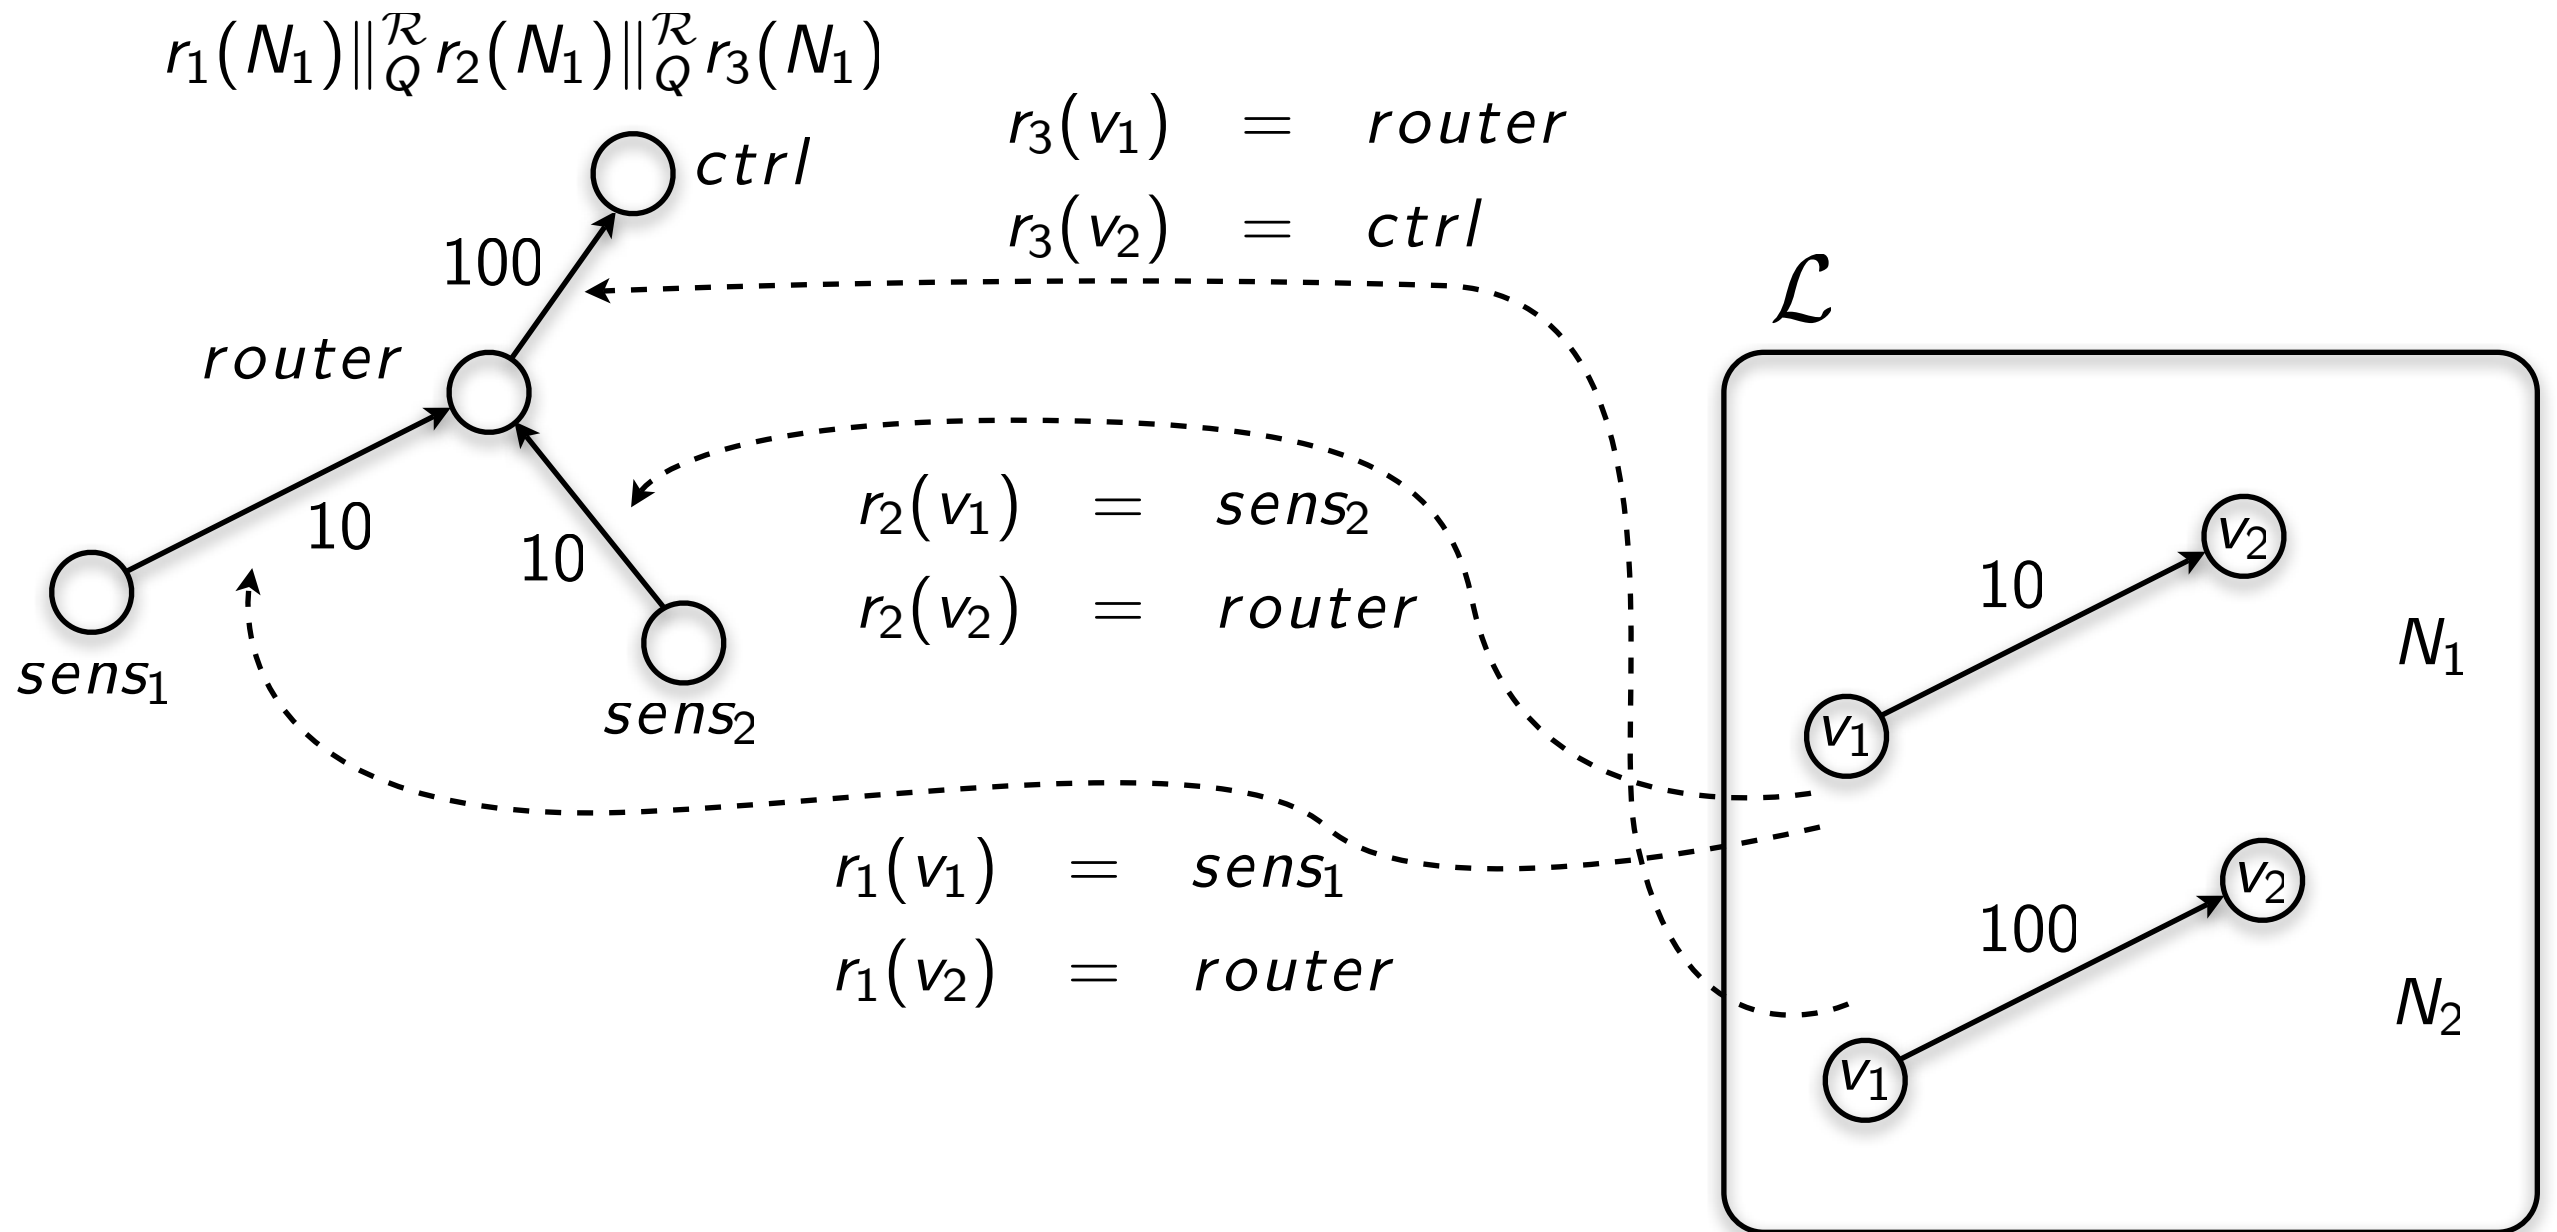 r₁(N₁)∥_Q^ℛ r₂(N₁)∥_Q^ℛ r₃(N₁)
ctrl
r₃(v₁) = router
r₃(v₂) = ctrl
100
ℒ
router
r₂(v₁) = sens₂
r₂(v₂) = router
10
10
sens₁
sens₂
v₂
10
N₁
v₁
r₁(v₁) = sens₁
r₁(v₂) = router
v₂
100
N₂
v₁